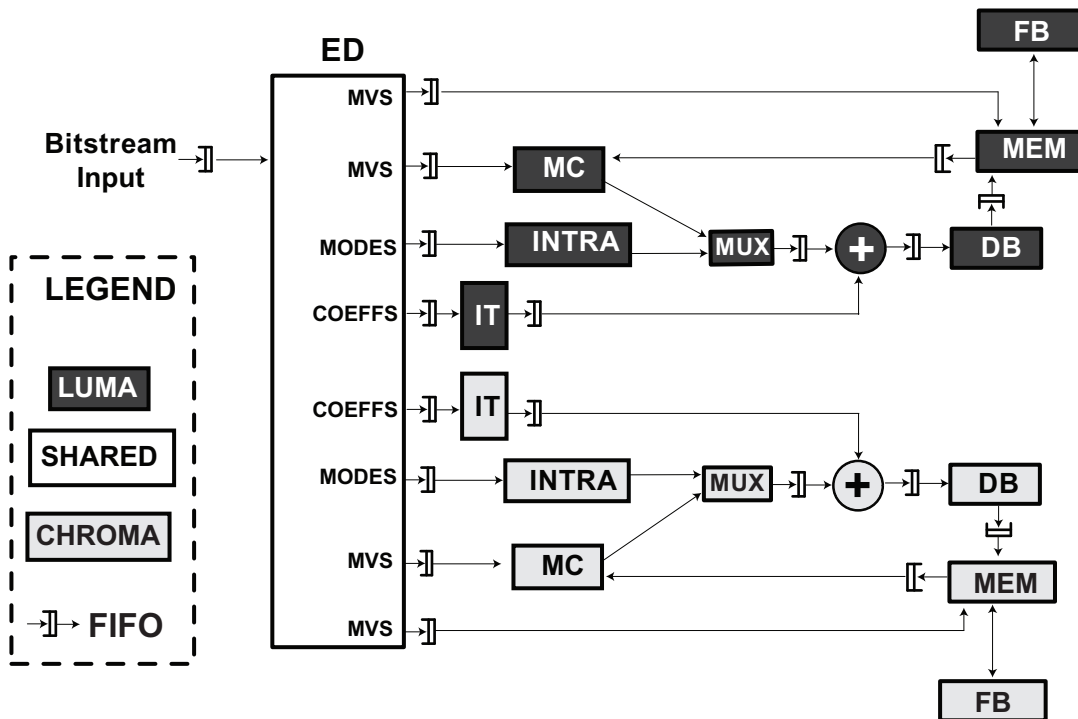 ED
FB
MVS
Bitstream
Input
MVS
MC
MEM
MODES
INTRA
MUX
+
DB
LEGEND
COEFFS
IT
LUMA
COEFFS
IT
SHARED
MODES
INTRA
MUX
+
DB
CHROMA
MVS
MC
MEM
FIFO
MVS
FB